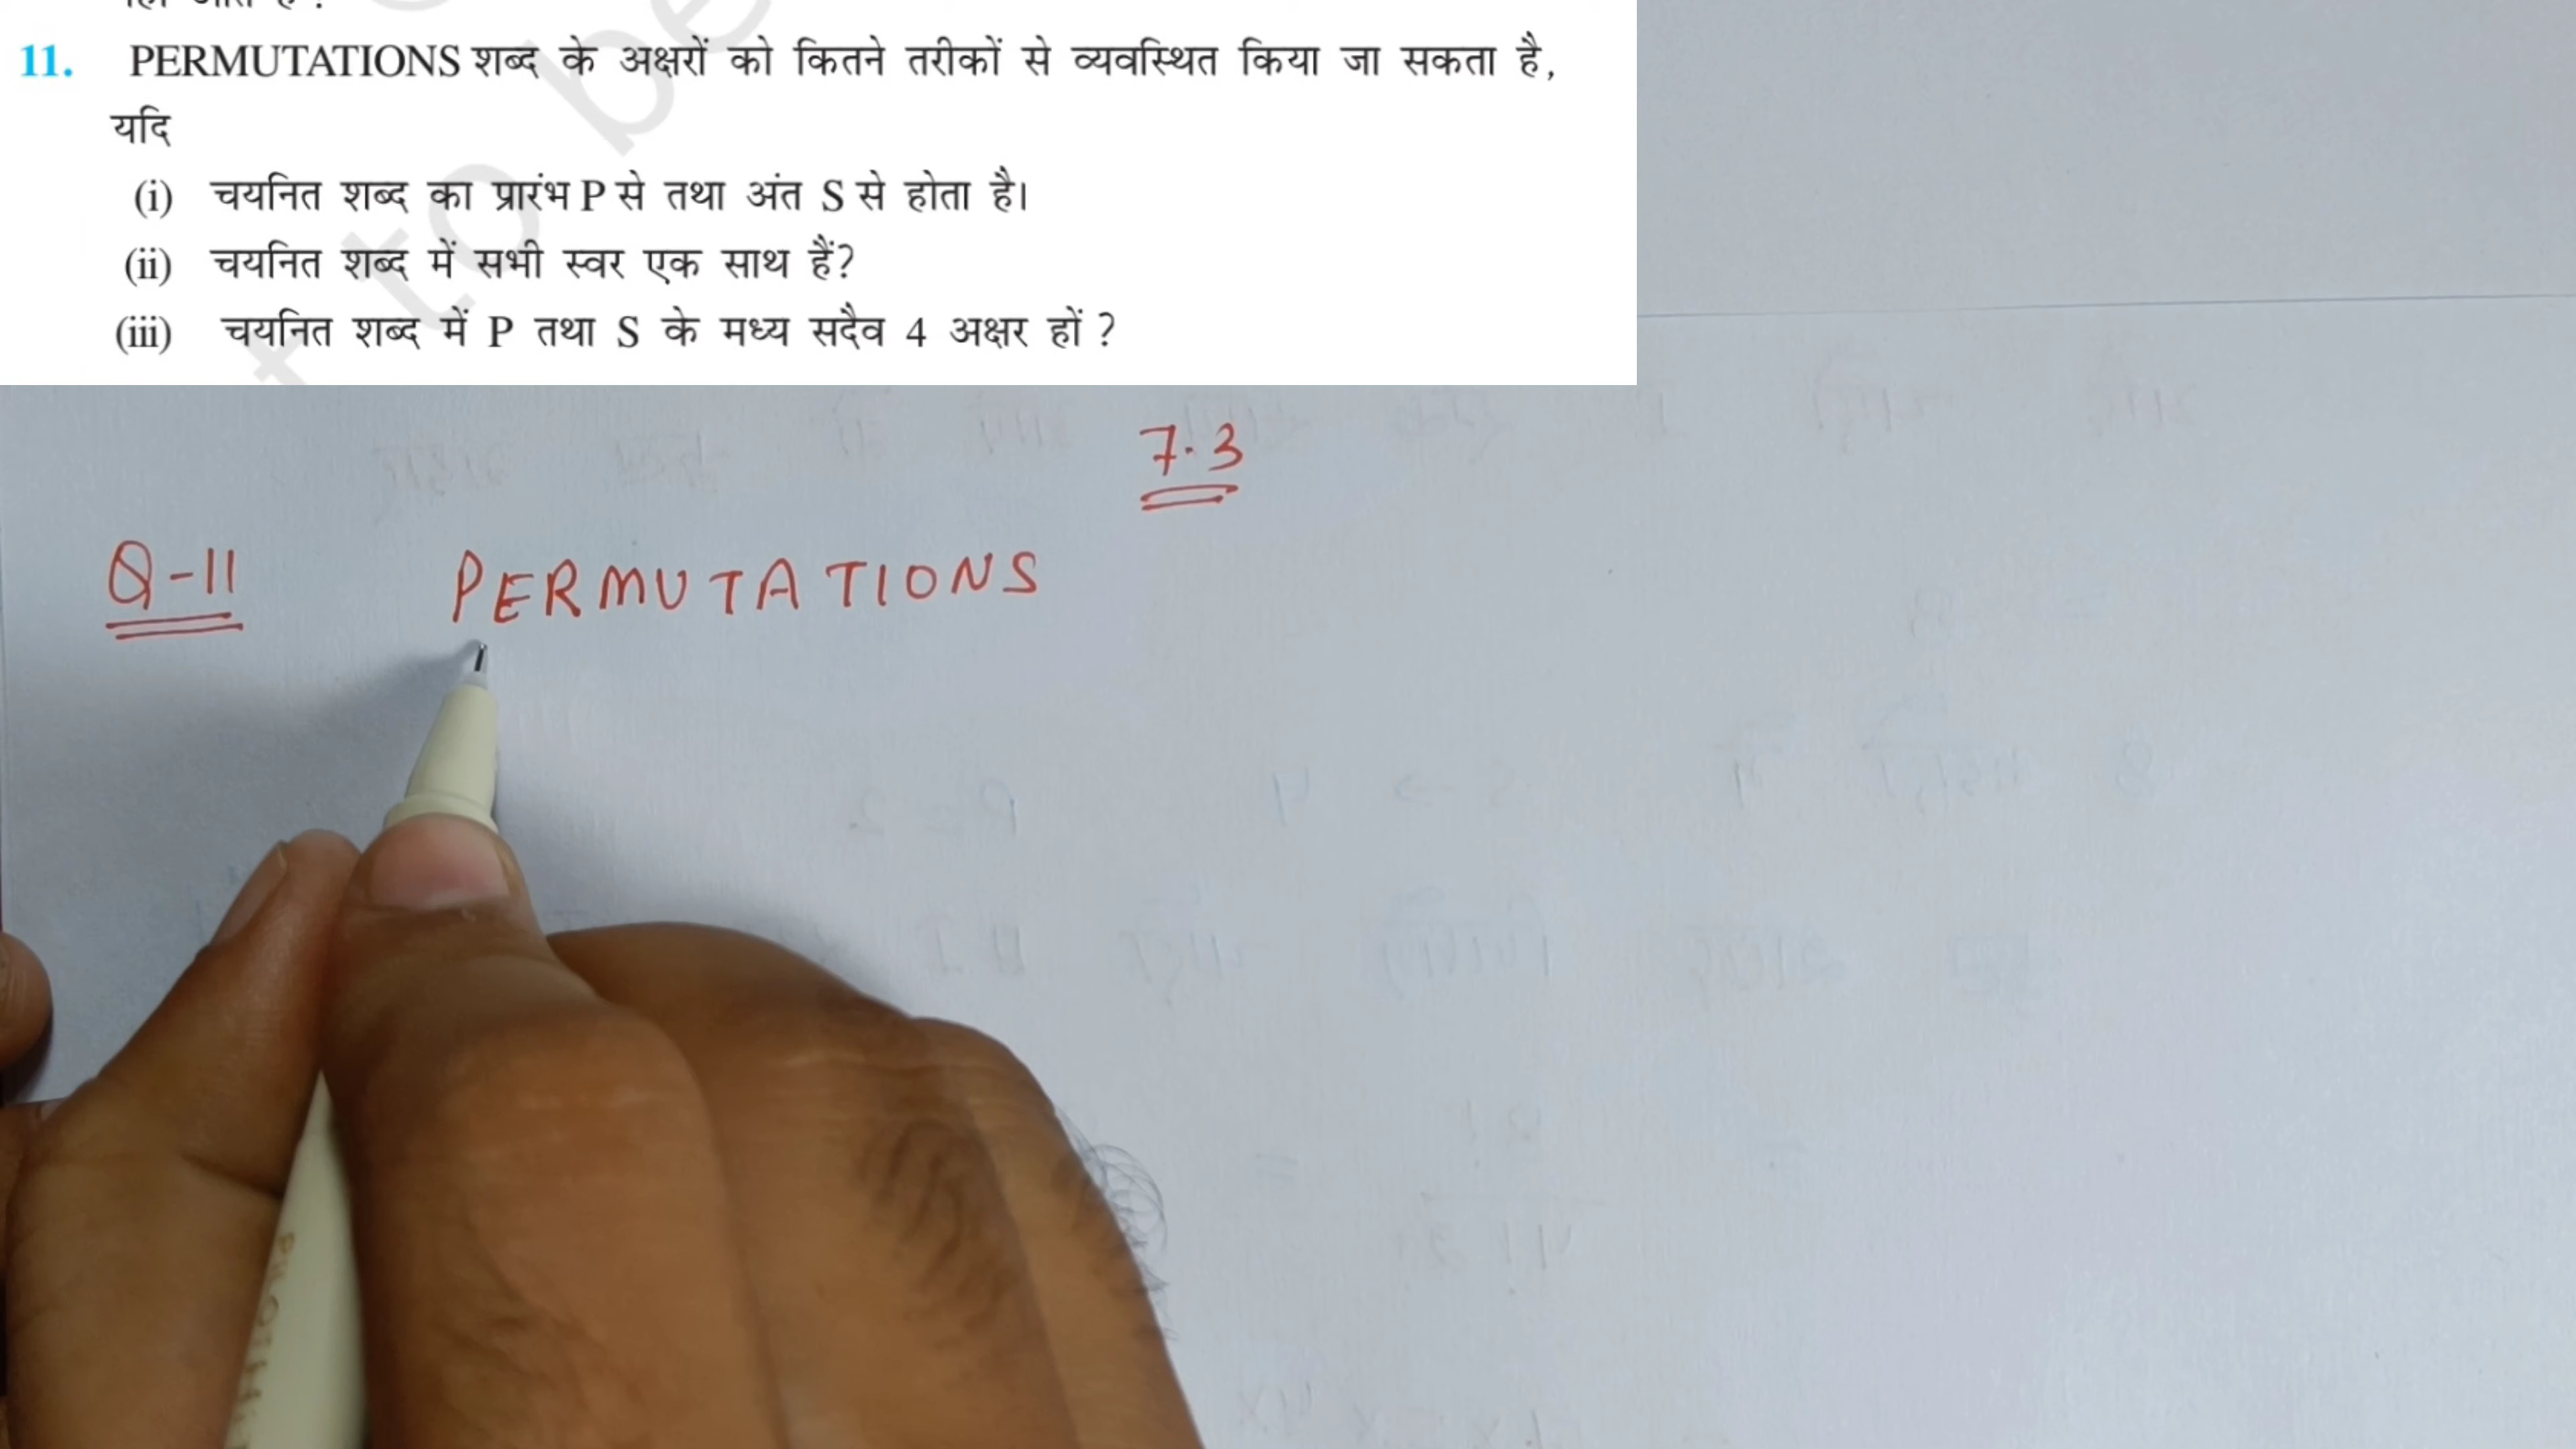 11. PERMUTATIONS शब्द के अक्षरों को कितने तरीकों से व्यवस्थित किया जा सकता है,
यदि
(i) चयनित शब्द का प्रारंभ P से तथा अंत S से होता है।
(ii) चयनित शब्द में सभी स्वर एक साथ हैं?
(iii) चयनित शब्द में P तथा S के मध्य सदैव 4 अक्षर हों ?
7.3
Q-11 PERMUTATIONS